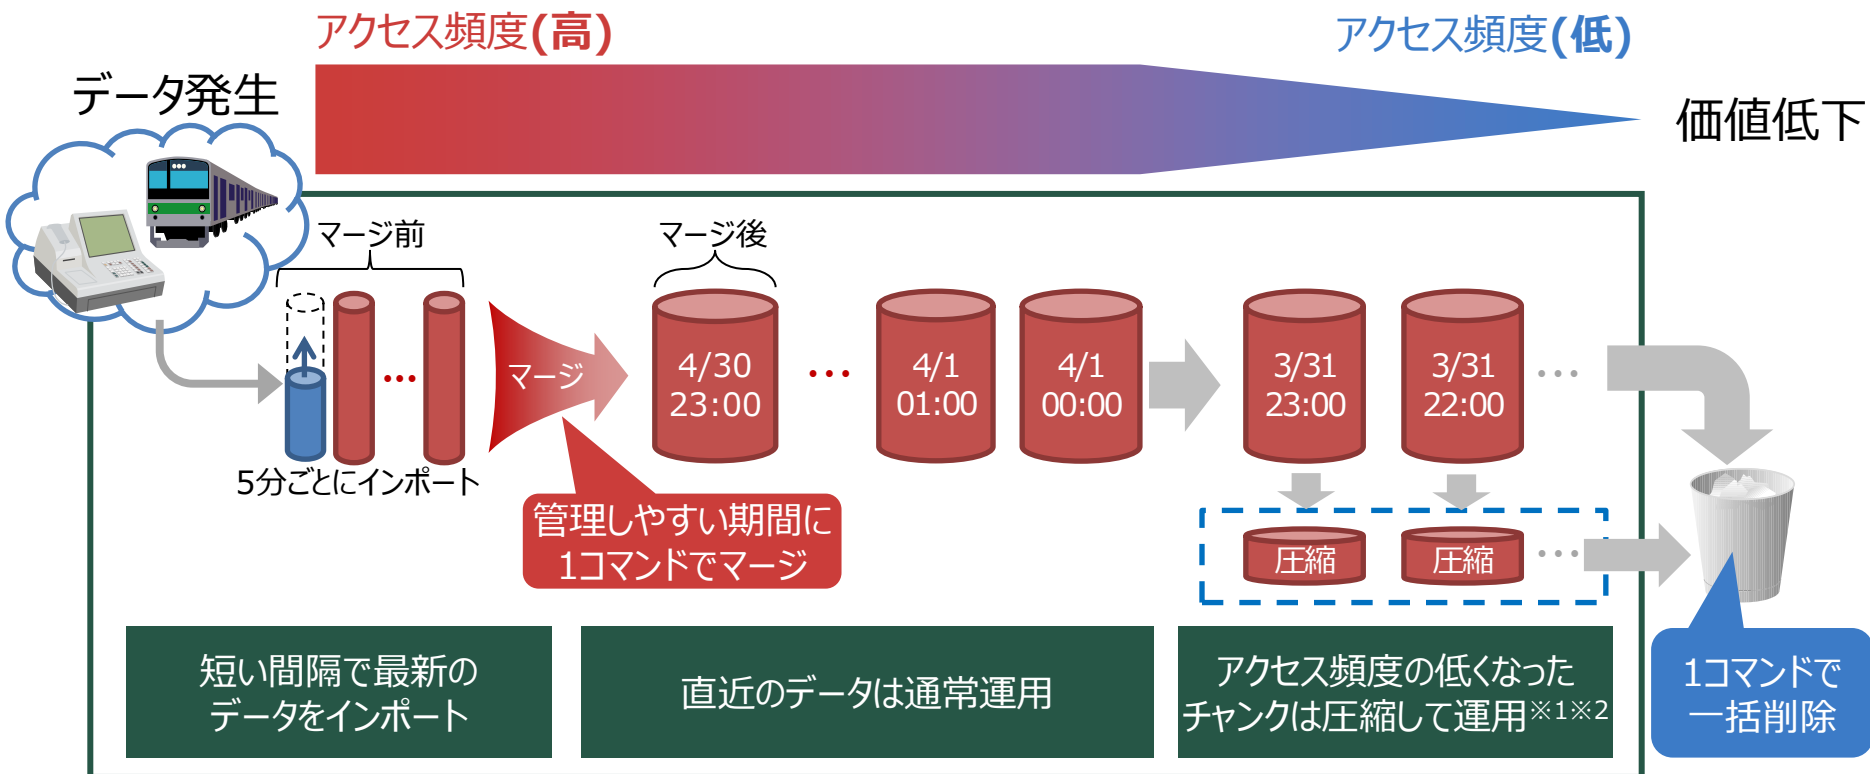 アクセス頻度(高)
アクセス頻度(低)
データ発生
価値低下
マージ前
マージ後
マージ
4/30
23:00
4/1
01:00
4/1
00:00
3/31
23:00
3/31
22:00
5分ごとにインポート
管理しやすい期間に
1コマンドでマージ
圧縮
圧縮
短い間隔で最新の
データをインポート
直近のデータは通常運用
アクセス頻度の低くなった
チャンクは圧縮して運用※1※2
1コマンドで
一括削除